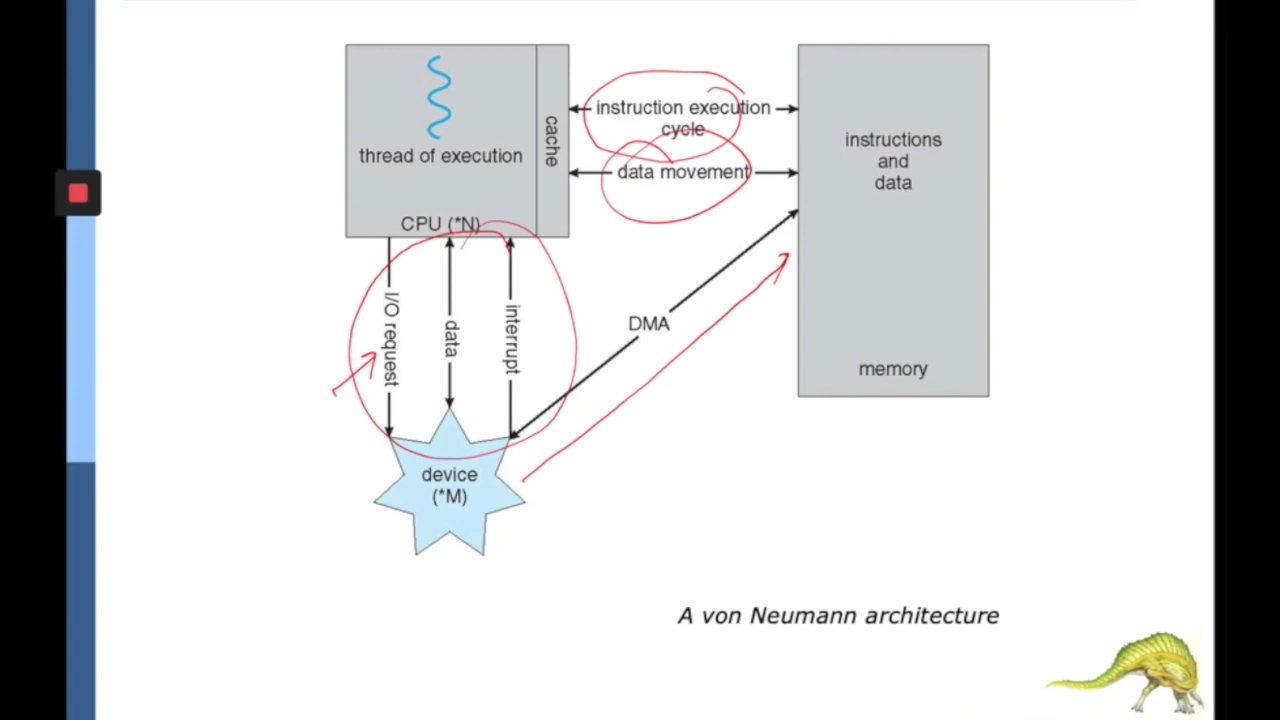 thread of execution
cache
CPU (*N)
instruction execution
cycle
data movement
instructions
and
data
memory
I/O request
data
interrupt
DMA
device
(*M)
A von Neumann architecture